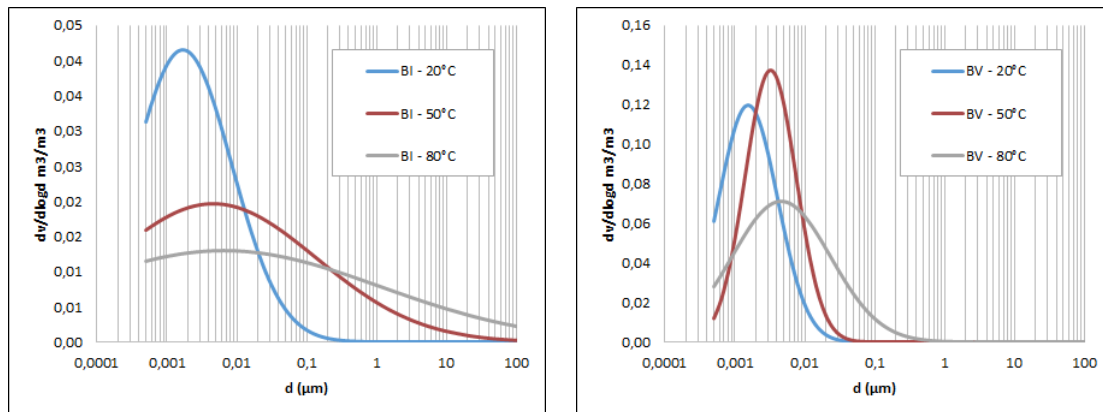 0,05
0,04
0,04
0,03
0,03
0,02
0,02
0,01
0,01
0,00
dv/dlogd m3/m3
BI - 20°C
BI - 50°C
BI - 80°C
0,0001 0,001 0,01 0,1 1 10 100
d (µm)
0,16
0,14
0,12
0,10
0,08
0,06
0,04
0,02
0,00
dv/dlogd m3/m3
BV - 20°C
BV - 50°C
BV - 80°C
0,0001 0,001 0,01 0,1 1 10 100
d (µm)